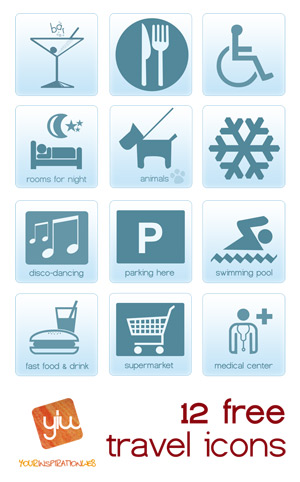 bar
rooms for night
animals
disco-dancing
P
parking here
swimming pool
fast food & drink
supermarket
medical center
yiw
YOURINSPIRATIONWEB
12 free
travel icons